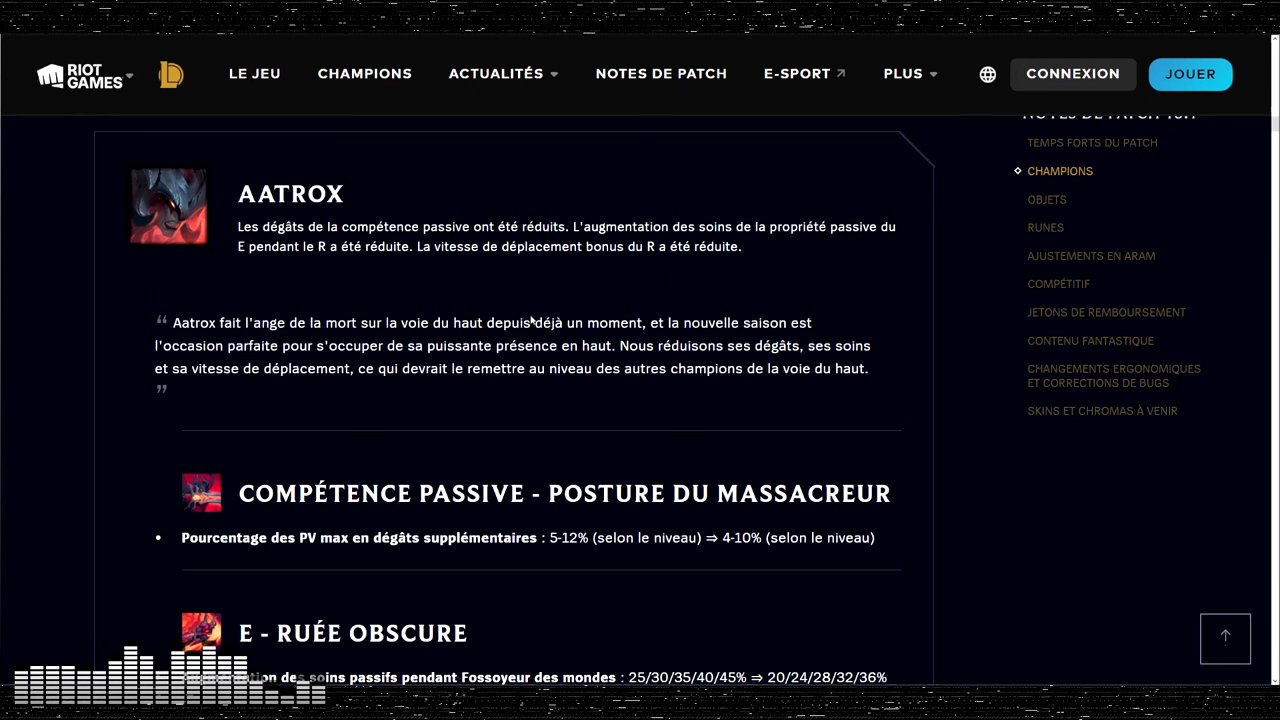 RIOT
GAMES
LE JEU
CHAMPIONS
ACTUALITÉS
NOTES DE PATCH
E-SPORT
PLUS
CONNEXION
JOUER
AATROX
Les dégâts de la compétence passive ont été réduits. L'augmentation des soins de la propriété passive du
E pendant le R a été réduite. La vitesse de déplacement bonus du R a été réduite.
“ Aatrox fait l'ange de la mort sur la voie du haut depuis déjà un moment, et la nouvelle saison est
l'occasion parfaite pour s'occuper de sa puissante présence en haut. Nous réduisons ses dégâts, ses soins
et sa vitesse de déplacement, ce qui devrait le remettre au niveau des autres champions de la voie du haut.
”
COMPÉTENCE PASSIVE - POSTURE DU MASSACREUR
• Pourcentage des PV max en dégâts supplémentaires : 5-12% (selon le niveau) ⇒ 4-10% (selon le niveau)
E - RUÉE OBSCURE
des soins passifs pendant Fossoyeur des mondes : 25/30/35/40/45% ⇒ 20/24/28/32/36%
NOTES DE PATCH
TEMPS FORTS DU PATCH
CHAMPIONS
OBJETS
RUNES
AJUSTEMENTS EN ARAM
COMPÉTITIF
JETONS DE REMBOURSEMENT
CONTENU FANTASTIQUE
CHANGEMENTS ERGONOMIQUES
ET CORRECTIONS DE BUGS
SKINS ET CHROMAS À VENIR